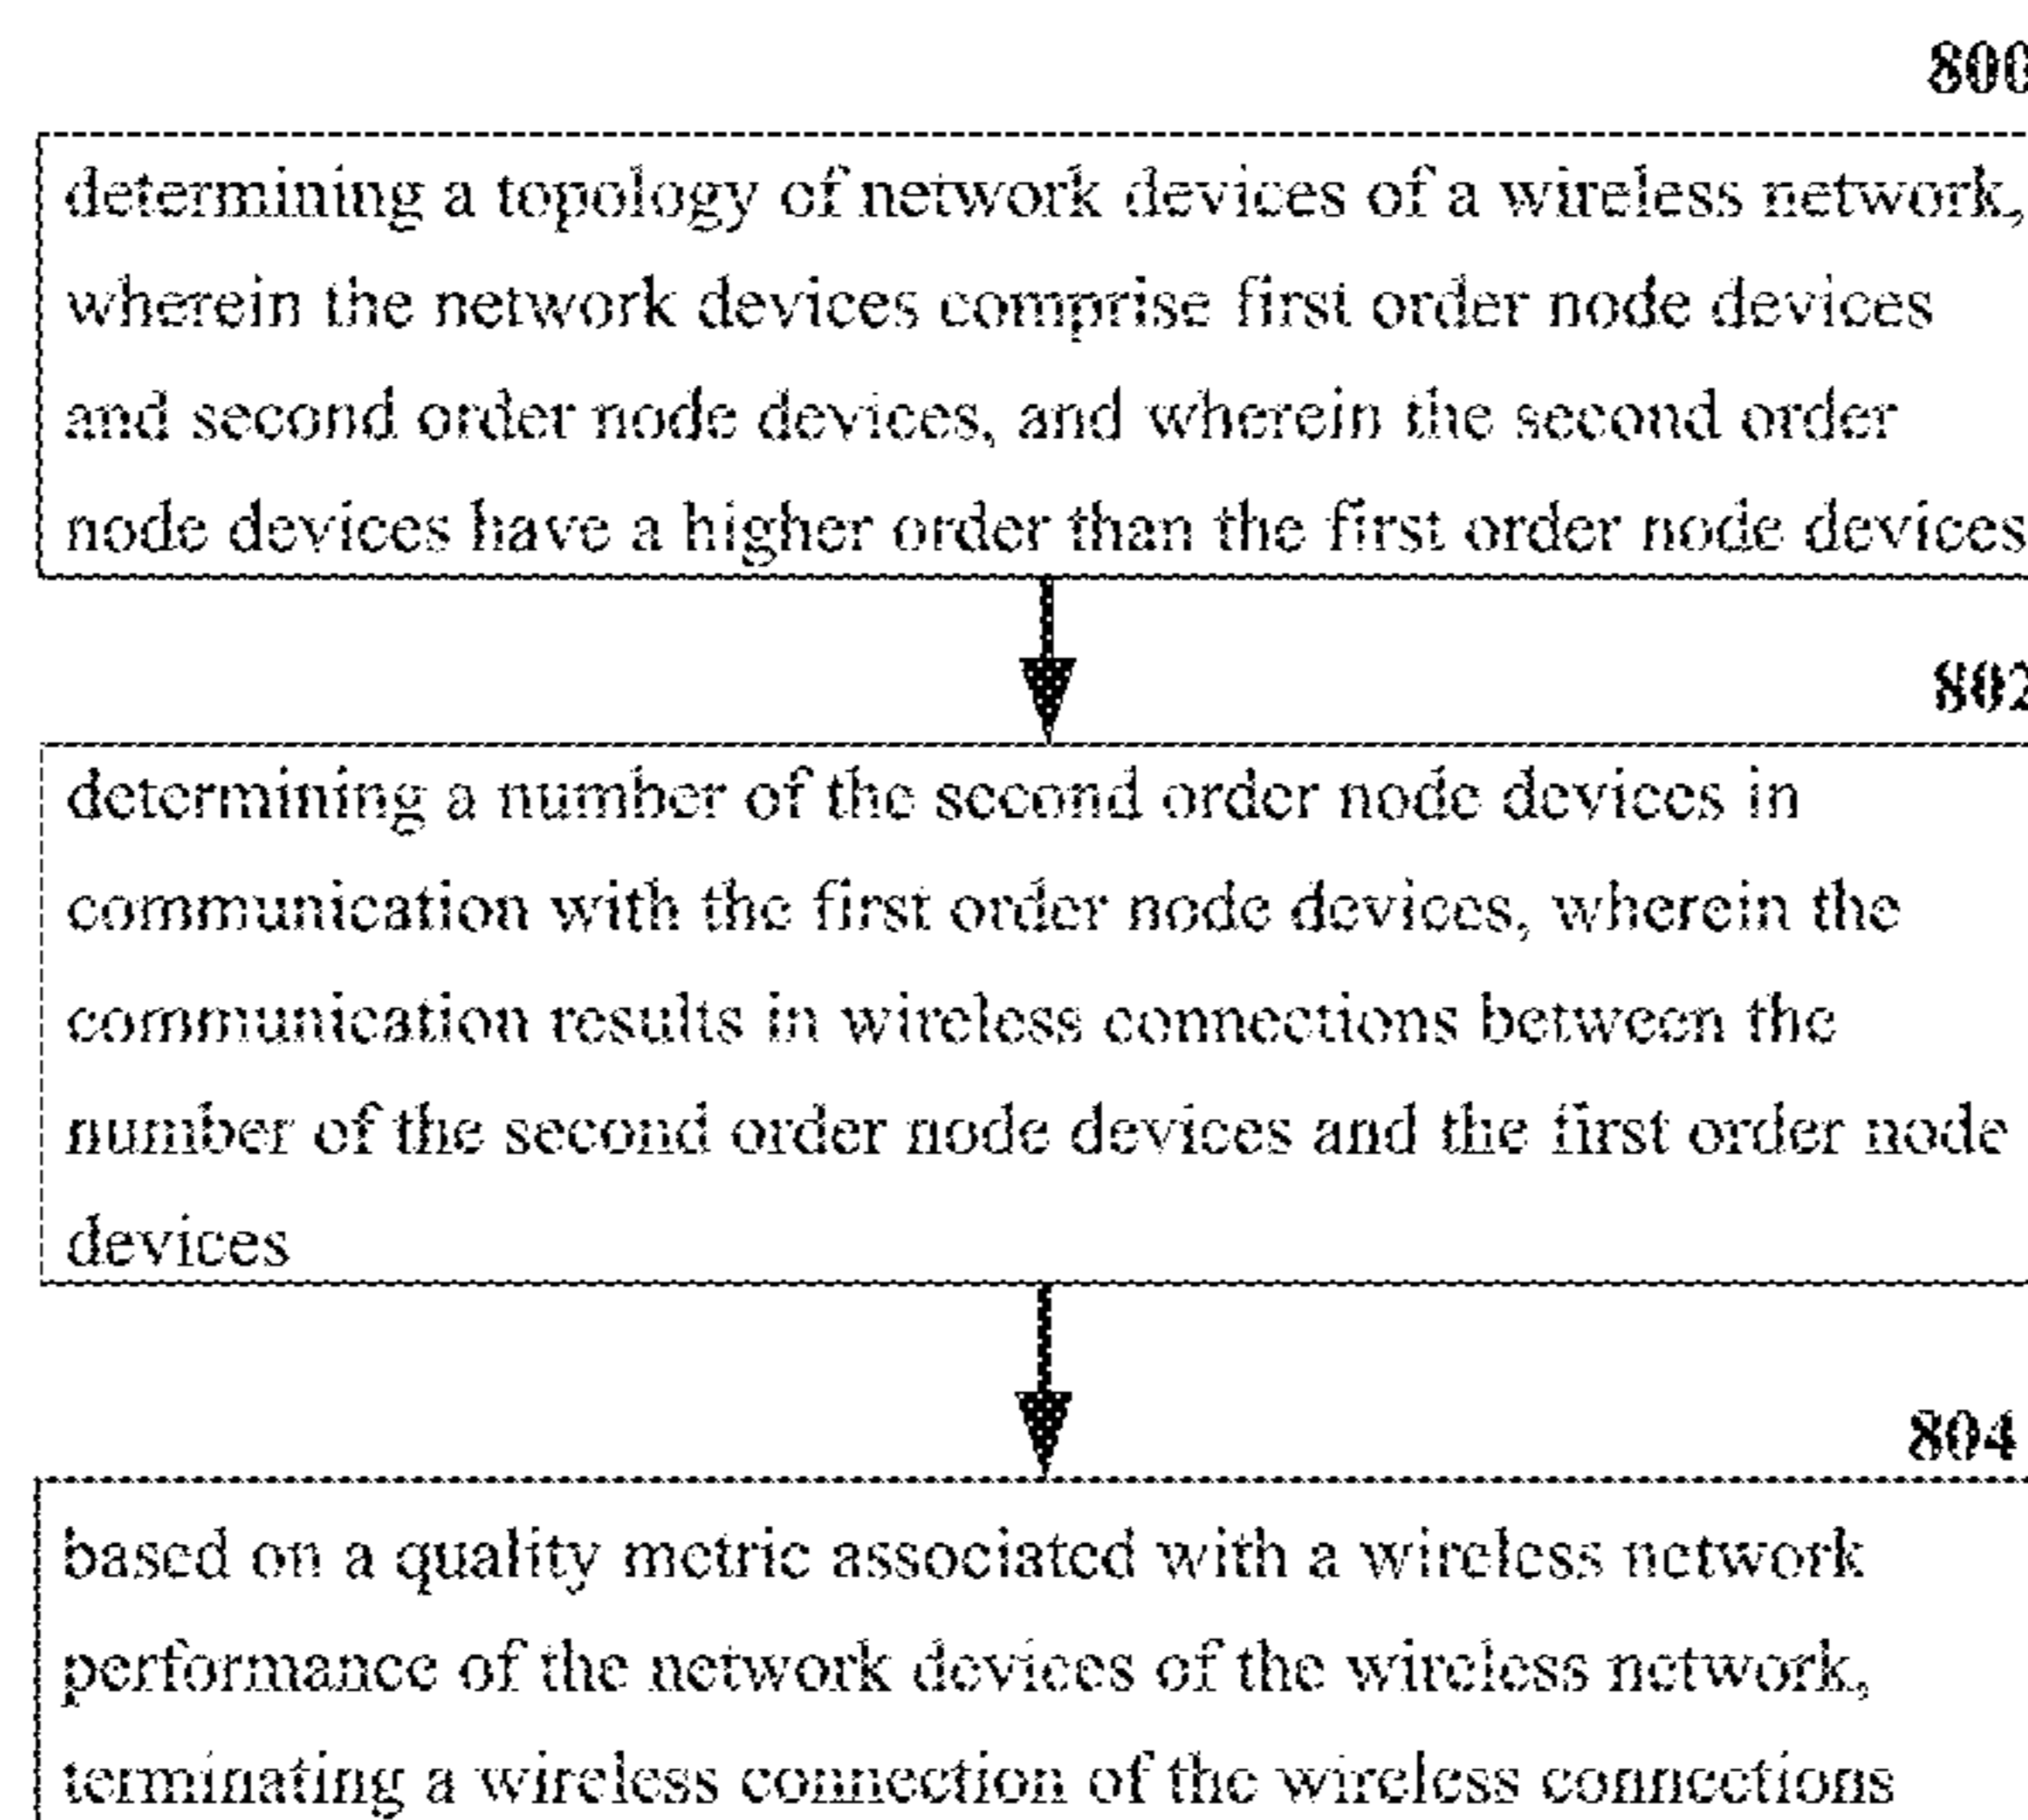 800
determining a topology of network devices of a wireless network,
wherein the network devices comprise first order node devices
and second order node devices, and wherein the second order
node devices have a higher order than the first order node devices
802
determining a number of the second order node devices in
communication with the first order node devices, wherein the
communication results in wireless connections between the
number of the second order node devices and the first order node
devices
804
based on a quality metric associated with a wireless network
performance of the network devices of the wireless network,
terminating a wireless connection of the wireless connections